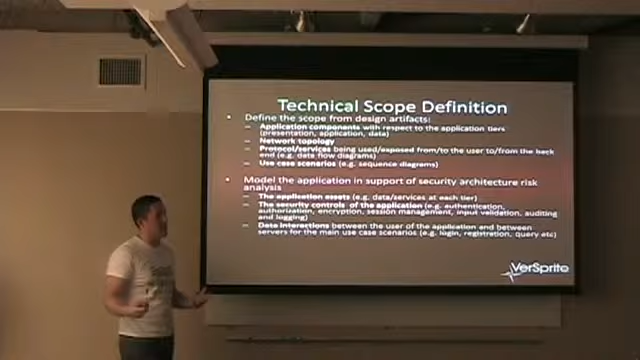 Technical Scope Definition
• Define the scope from design artifacts:
– Application components with respect to the application tiers
(presentation, application, data)
– Network topology
– Protocol/services being used/exposed from/to the user to/from the back
end (e.g. data flow diagrams)
– Use case scenarios (e.g. sequence diagrams)
• Model the application in support of security architecture risk
analysis
– The application assets (e.g. data/services at each tier)
– The security controls of the application (e.g. authentication,
authorization, encryption, session management, input validation, auditing
and logging)
– Data interactions between the user of the application and between
servers for the main use case scenarios (e.g. login, registration, query etc)
VerSprite